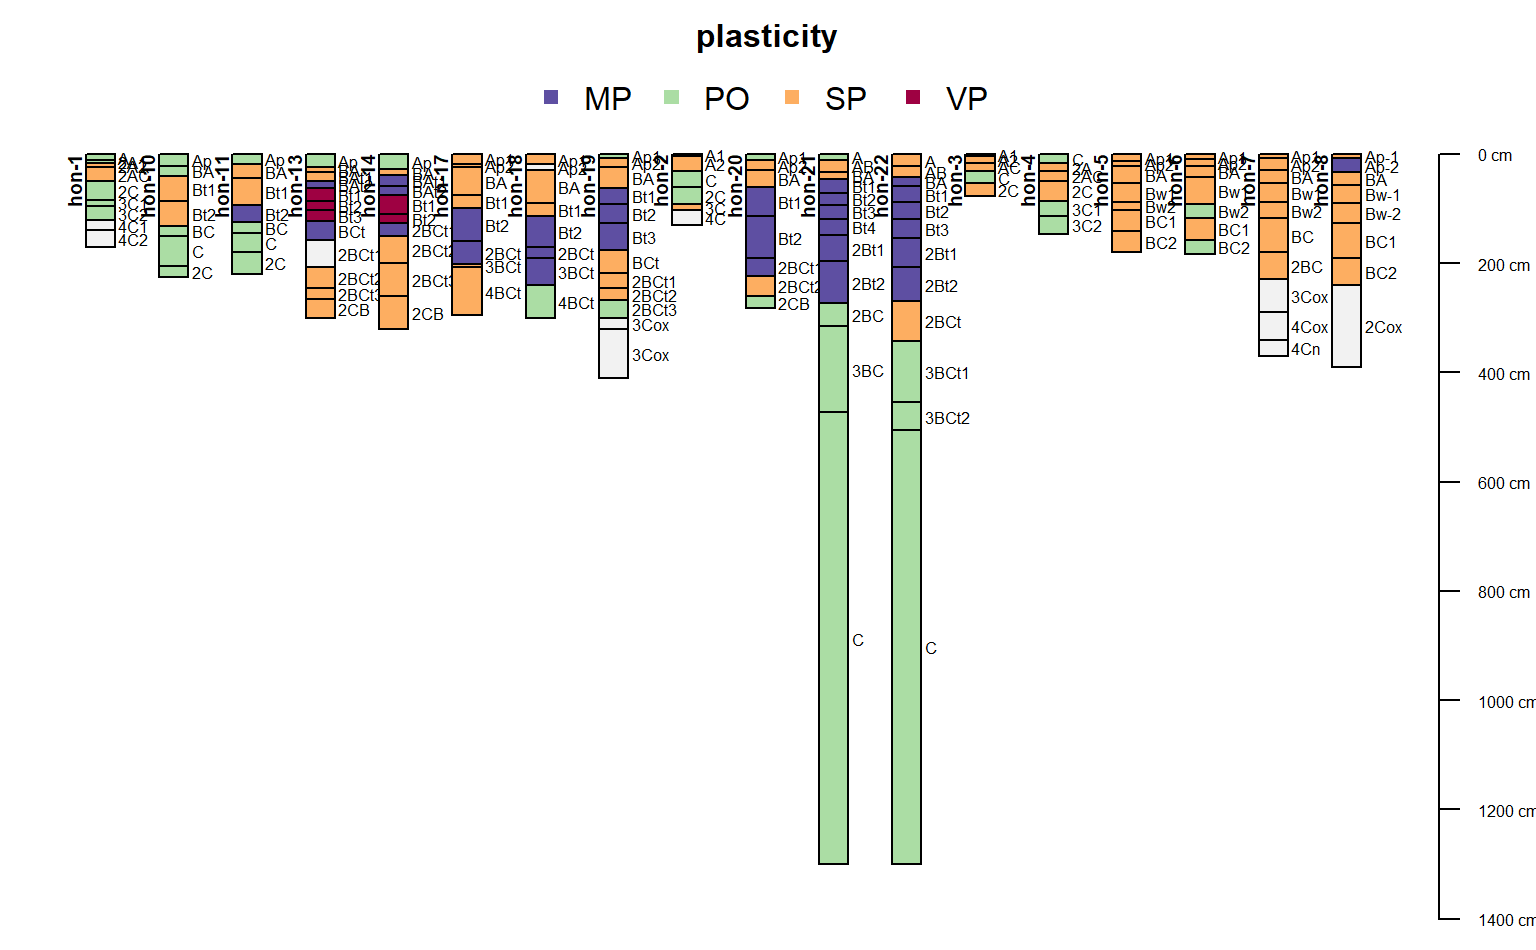 plasticity
MP PO SP VP
hon-1
2C
3C1
3C2
4C1
4C2
hon-10
Ap
BA
Bt1
Bt2
BC
C
2C
hon-11
Ap
BA
Bt1
Bt2
BC
C
2C
hon-13
Ap
Bt1
Bt2
Bt3
BCt
2BCt1
2BCt2
2BCt3
2CB
hon-14
Ap
Bt1
Bt2
2BCt1
2BCt2
2BCt3
2CB
hon-17
Ap1
Ap2
BA
Bt1
Bt2
2BCt
3BCt
4BCt
hon-18
Ap1
Ap2
BA
Bt1
Bt2
2BCt
3BCt
4BCt
hon-19
Ap1
Ap2
BA
Bt1
Bt2
Bt3
BCt
2BCt1
2BCt2
2BCt3
3Cox
3Cox
hon-2
A1
A2
C
2C
3C
4C
hon-20
Ap1
Ap2
BA
Bt1
Bt2
2BCt1
2BCt2
2CB
hon-21
A
AB
BA
Bt1
Bt2
Bt3
Bt4
2Bt1
2Bt2
2BC
3BC
C
hon-22
A
AB
BA
Bt1
Bt2
Bt3
2Bt1
2Bt2
2BCt
3BCt1
3BCt2
C
hon-3
A1
A2
AC
C
2C
hon-4
C
2A
2AC
2C
3C1
3C2
hon-5
Ap1
Ap2
BA
Bw1
Bw2
BC1
BC2
hon-6
Ap1
Ap2
BA
Bw1
Bw2
BC1
BC2
hon-7
Ap1
Ap2
BA
Bw1
Bw2
BC
2BC
3Cox
4Cox
4Cn
hon-8
Ap-1
Ap-2
BA
Bw-1
Bw-2
BC1
BC2
2Cox
0 cm
200 cm
400 cm
600 cm
800 cm
1000 cm
1200 cm
1400 cm